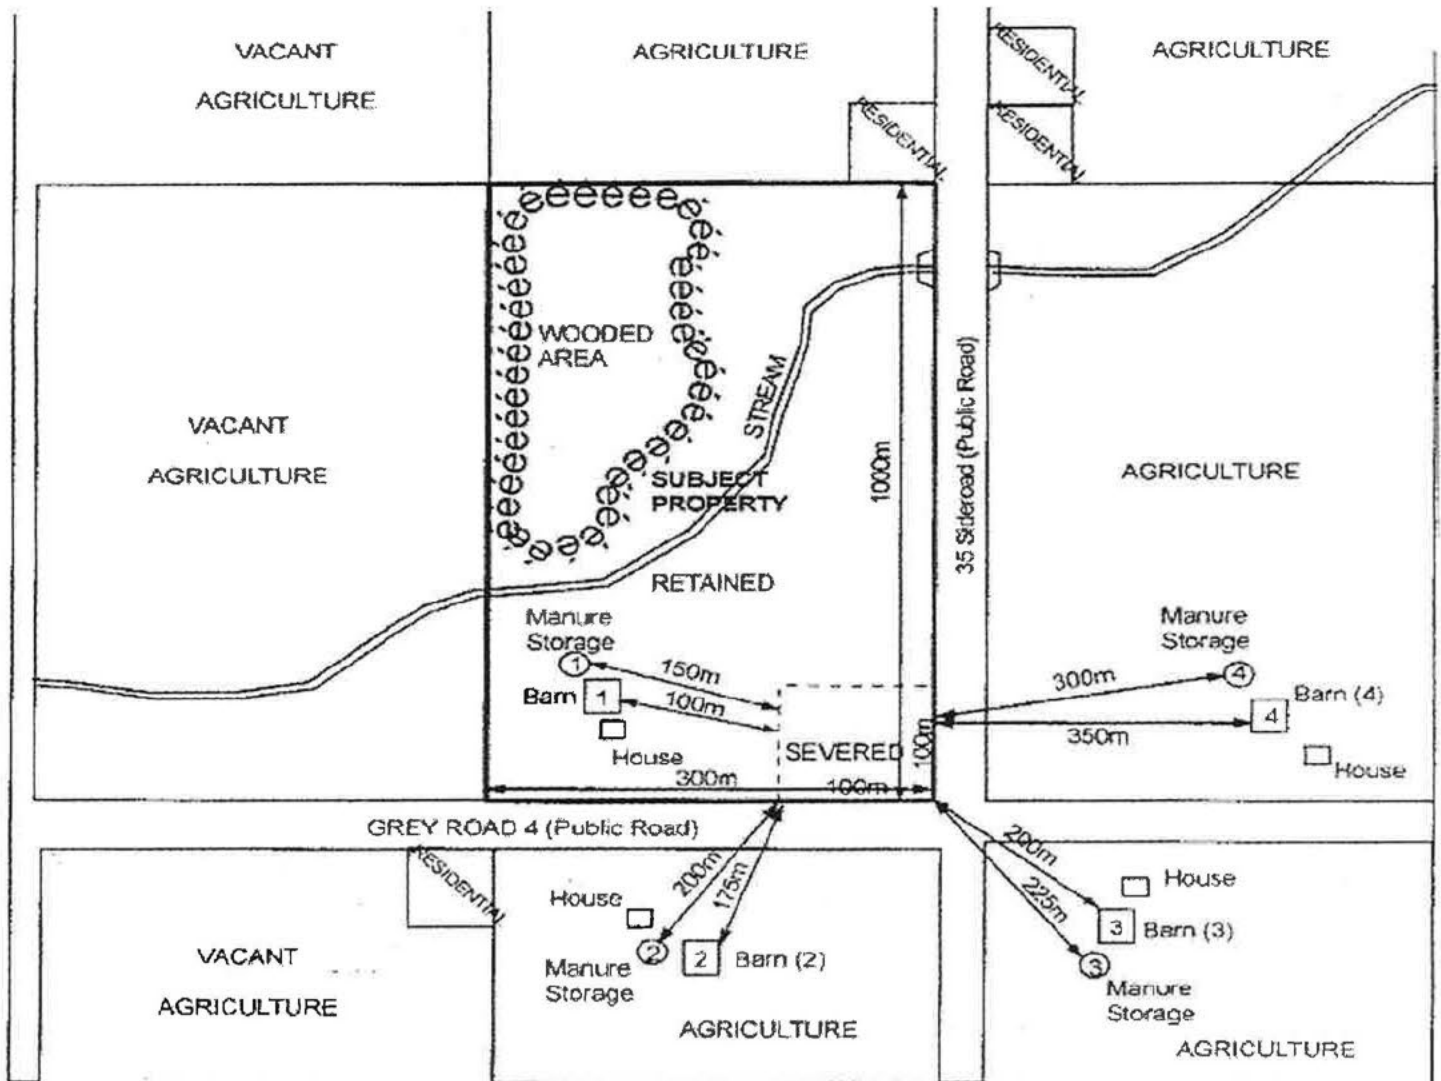 VACANT
AGRICULTURE
AGRICULTURE
RESIDENTIAL
RESIDENTIAL
RESIDENTIAL
AGRICULTURE
WOODED
AREA
STREAM
SUBJECT
PROPERTY
1000m
35 Sideroad (Public Road)
VACANT
AGRICULTURE
AGRICULTURE
RETAINED
Manure
Storage
1
150m
Barn
1
100m
House
SEVERED
100m
300m
100m
Manure
Storage
4
300m
Barn (4)
4
350m
House
GREY ROAD 4 (Public Road)
RESIDENTIAL
VACANT
AGRICULTURE
200m
175m
House
2
2
Barn (2)
Manure
Storage
AGRICULTURE
200m
225m
House
3
Barn (3)
3
Manure
Storage
AGRICULTURE